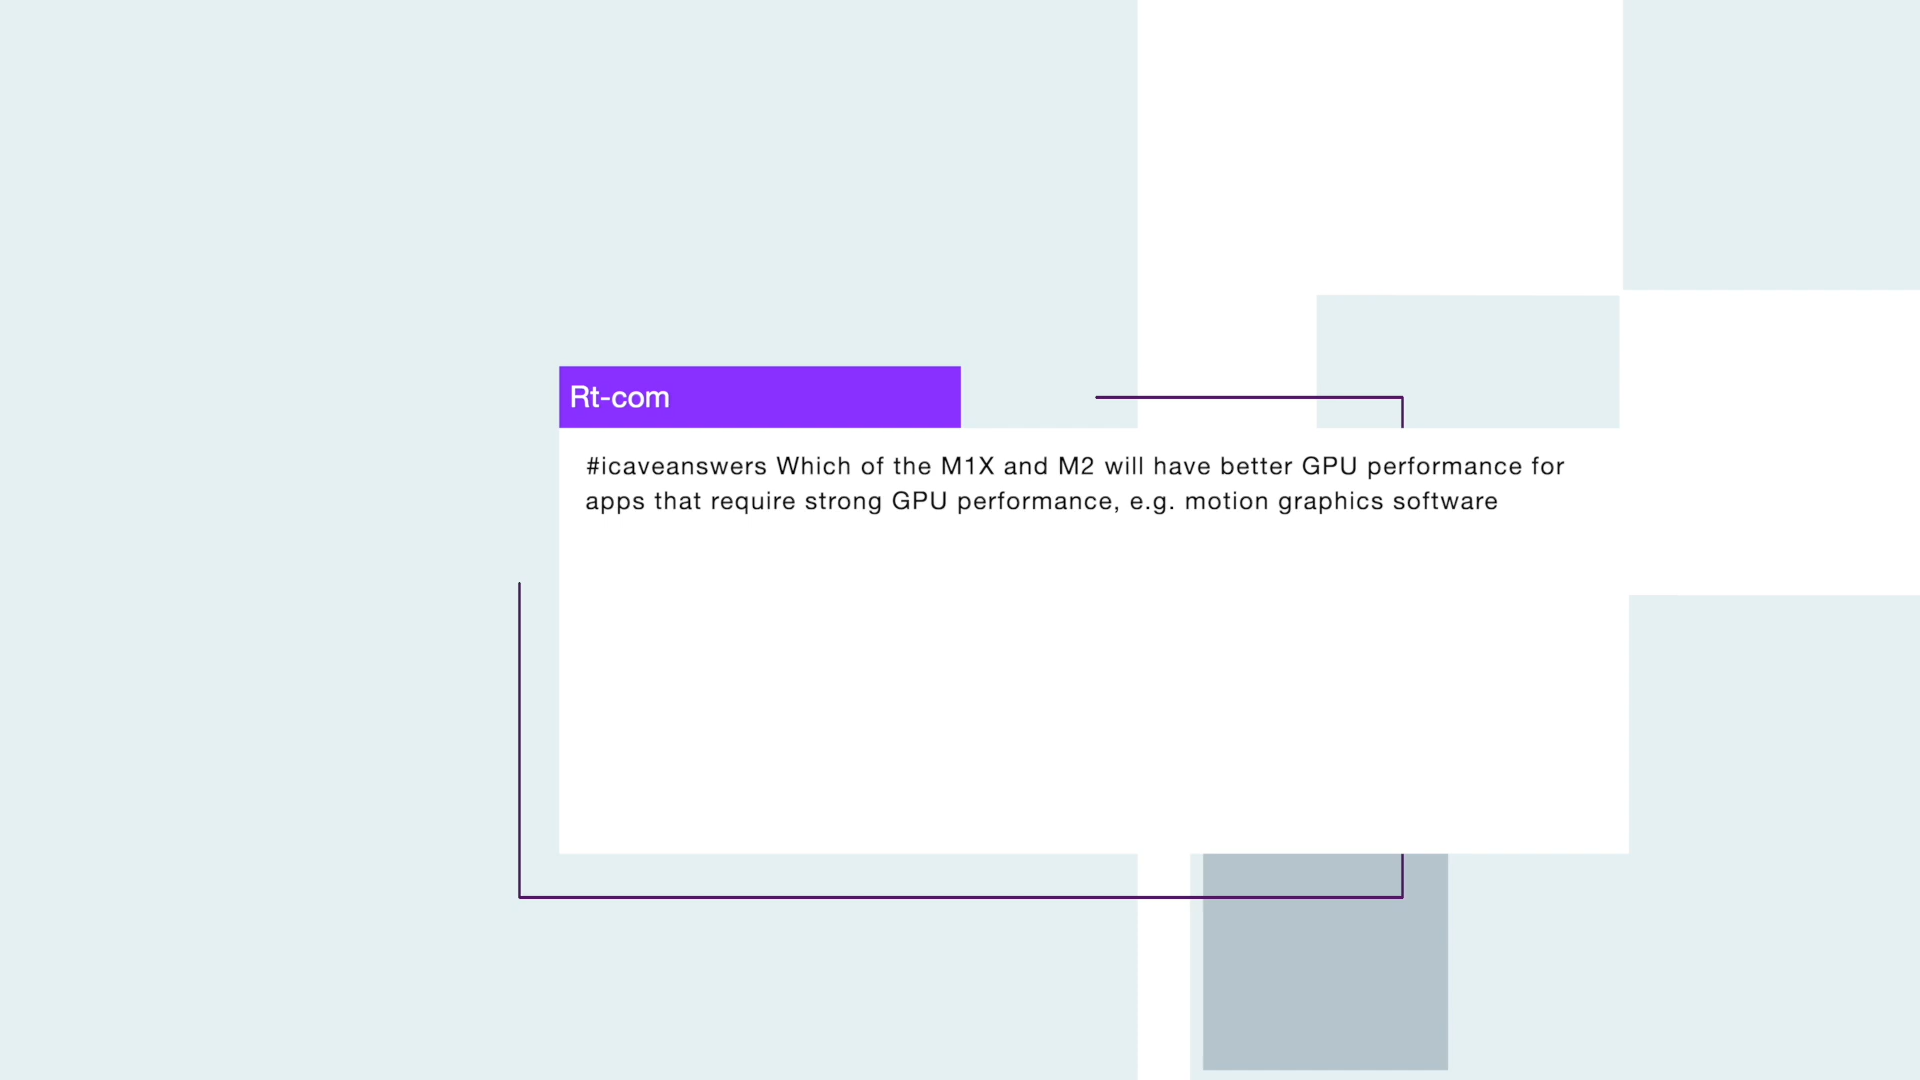 Rt-com
#icaveanswers Which of the M1X and M2 will have better GPU performance for
apps that require strong GPU performance, e.g. motion graphics software